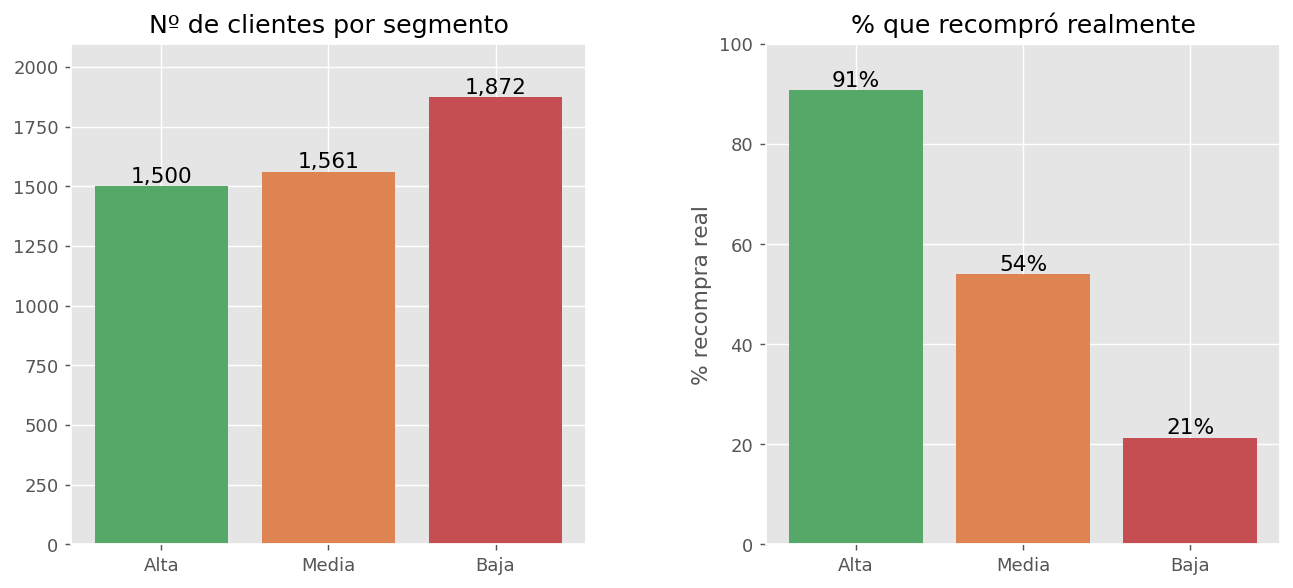 Nº de clientes por segmento
2000
1750
1500
1250
1000
750
500
250
0
1,500
1,561
1,872
Alta
Media
Baja
% que recompró realmente
% recompra real
100
80
60
40
20
0
91%
54%
21%
Alta
Media
Baja